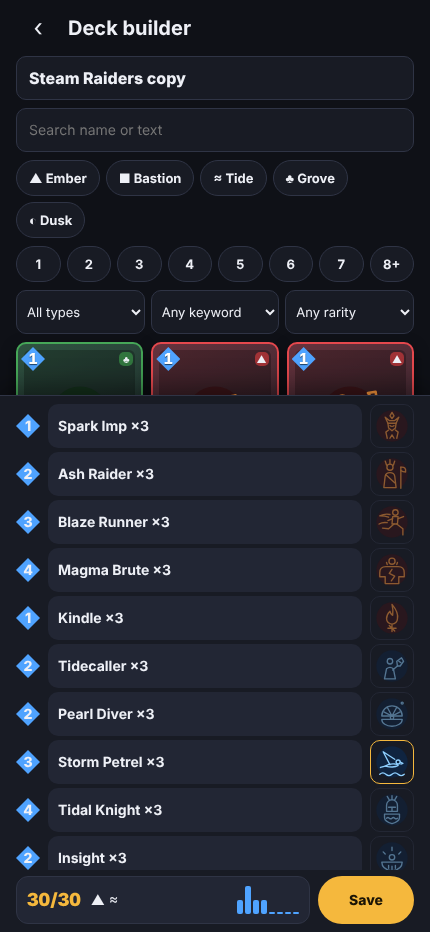 Deck builder
Steam Raiders copy
Search name or text
Ember
Bastion
Tide
Grove
Dusk
1 2 3 4 5 6 7 8+
All types
Any keyword
Any rarity
1 1 1
1 Spark Imp ×3
2 Ash Raider ×3
3 Blaze Runner ×3
4 Magma Brute ×3
1 Kindle ×3
2 Tidecaller ×3
2 Pearl Diver ×3
3 Storm Petrel ×3
4 Tidal Knight ×3
2 Insight ×3
30/30
Save